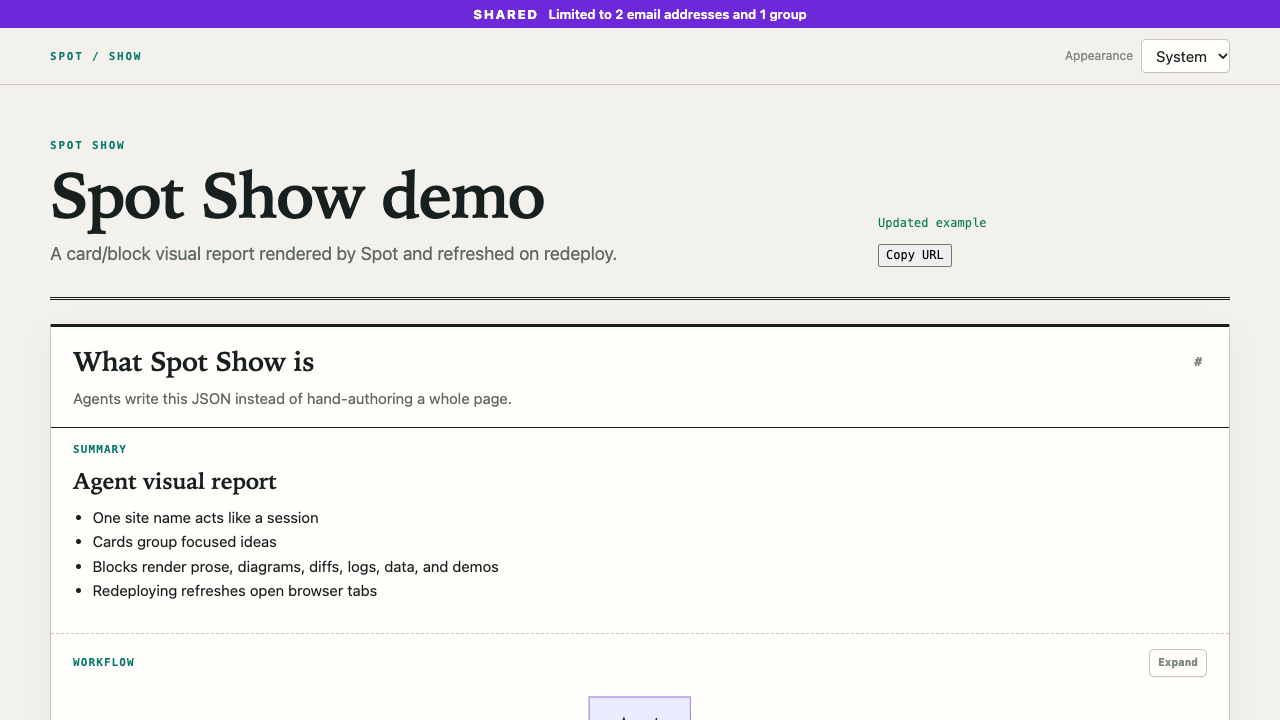 SHARED Limited to 2 email addresses and 1 group
SPOT / SHOW
Appearance System
SPOT SHOW
Spot Show demo
A card/block visual report rendered by Spot and refreshed on redeploy.
Updated example
Copy URL
What Spot Show is
#
Agents write this JSON instead of hand-authoring a whole page.
SUMMARY
Agent visual report
• One site name acts like a session
• Cards group focused ideas
• Blocks render prose, diagrams, diffs, logs, data, and demos
• Redeploying refreshes open browser tabs
WORKFLOW
Expand